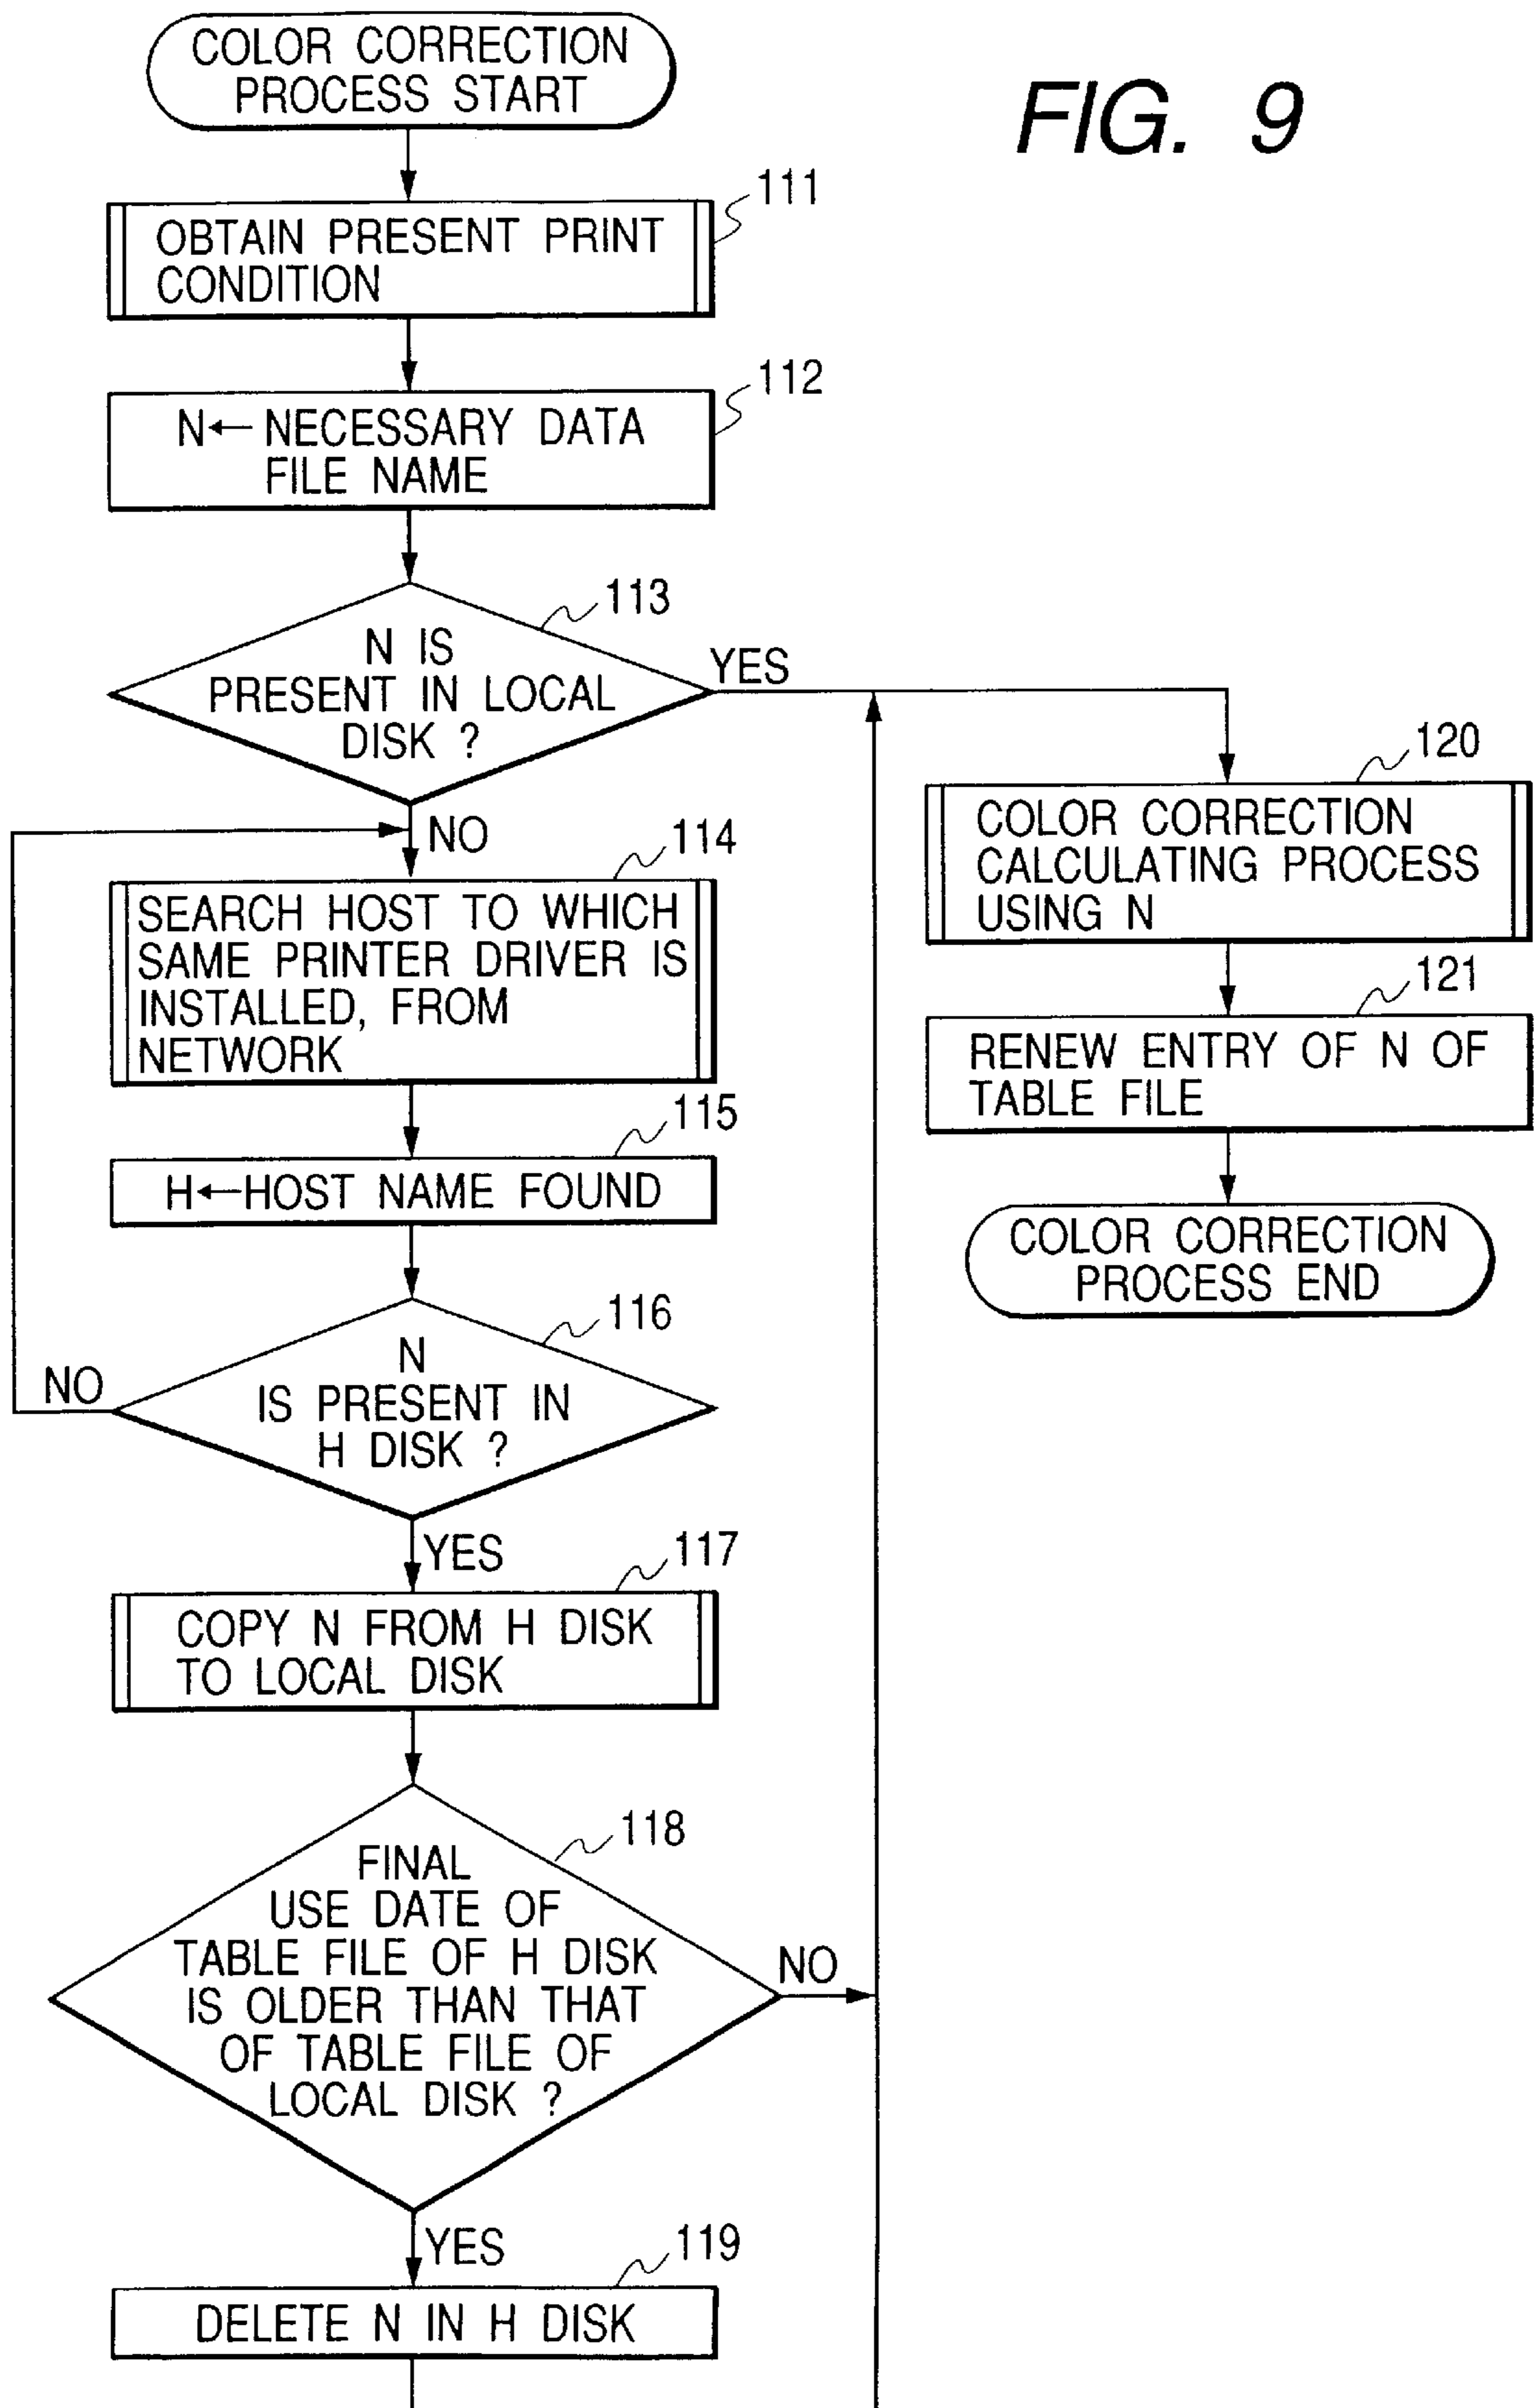 COLOR CORRECTION
PROCESS START
FIG. 9
111
OBTAIN PRESENT PRINT
CONDITION
112
N← NECESSARY DATA
FILE NAME
113
N IS
PRESENT IN LOCAL
DISK ?
YES
NO
114
SEARCH HOST TO WHICH
SAME PRINTER DRIVER IS
INSTALLED, FROM
NETWORK
115
H←HOST NAME FOUND
116
N
IS PRESENT IN
H DISK ?
NO
YES
117
COPY N FROM H DISK
TO LOCAL DISK
118
FINAL
USE DATE OF
TABLE FILE OF H DISK
IS OLDER THAN THAT
OF TABLE FILE OF
LOCAL DISK ?
NO
YES
119
DELETE N IN H DISK
120
COLOR CORRECTION
CALCULATING PROCESS
USING N
121
RENEW ENTRY OF N OF
TABLE FILE
COLOR CORRECTION
PROCESS END